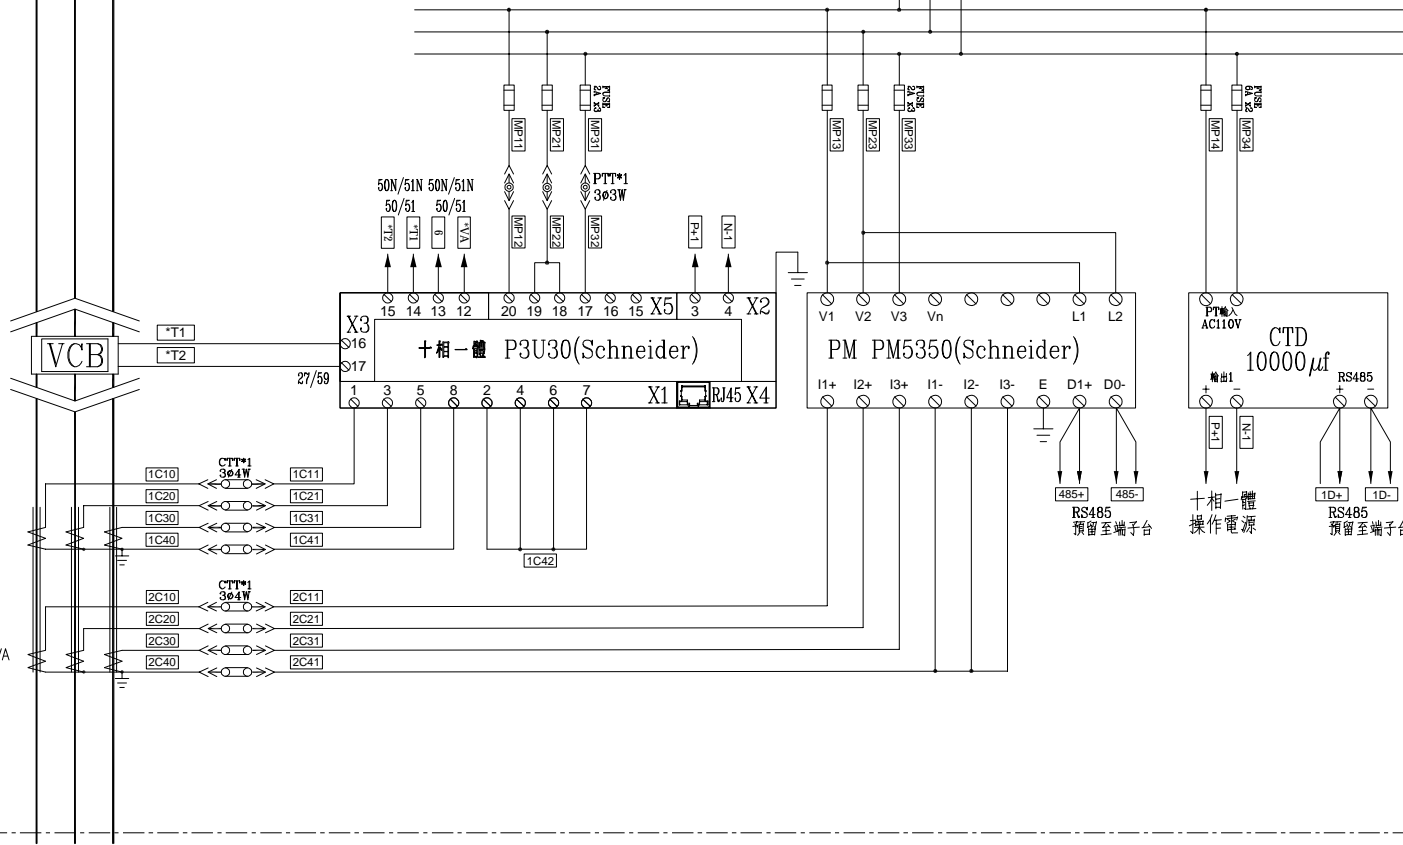 FUSE
2A x3
FUSE
2A x3
FUSE
6A x2
MP11
MP21
MP31
MP13
MP23
MP33
MP14
MP34
PTT*1
3ø3W
50N/51N 50N/51N
50/51 50/51
*T2
*T1
6
*VA
MP12
MP22
MP32
P+1
N-1
15 14 13 12 20 19 18 17 16 15 X5 3 4 X2
X3
16
17
十相一體 P3U30(Schneider)
1 3 5 8 2 4 6 7 X1 RJ45 X4
VCB
*T1
*T2
27/59
V1 V2 V3 Vn L1 L2
PM PM5350(Schneider)
I1+ I2+ I3+ I1- I2- I3- E D1+ D0-
485+ 485-
RS485
預留至端子台
+ −
PT輸入
AC110V
CTD
10000μf
輸出1
RS485
+ − + −
P+1
N-1
十相一體
操作電源
1D+ 1D-
RS485
預留至端子台
CTT*1
3ø4W
1C10 1C11
1C20 1C21
1C30 1C31
1C40 1C41
1C42
CTT*1
3ø4W
2C10 2C11
2C20 2C21
2C30 2C31
2C40 2C41